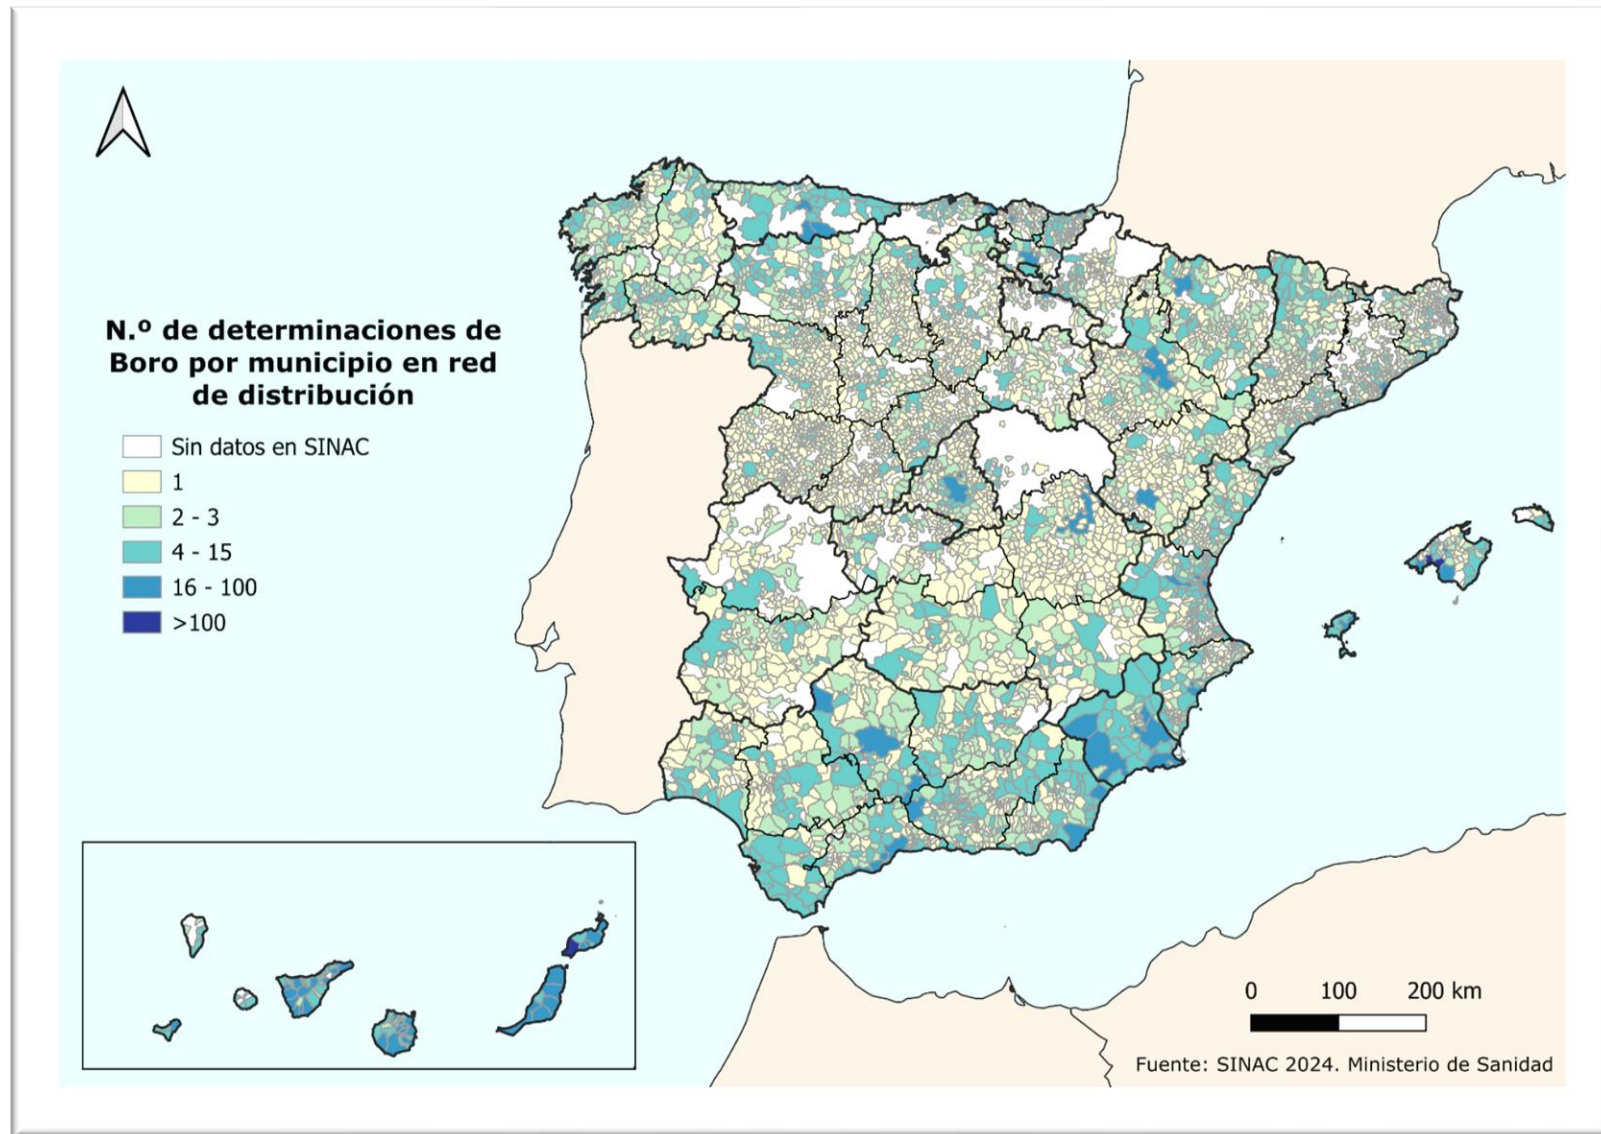 N.º de determinaciones de
Boro por municipio en red
de distribución
Sin datos en SINAC
1
2 - 3
4 - 15
16 - 100
>100
0 100 200 km
Fuente: SINAC 2024. Ministerio de Sanidad